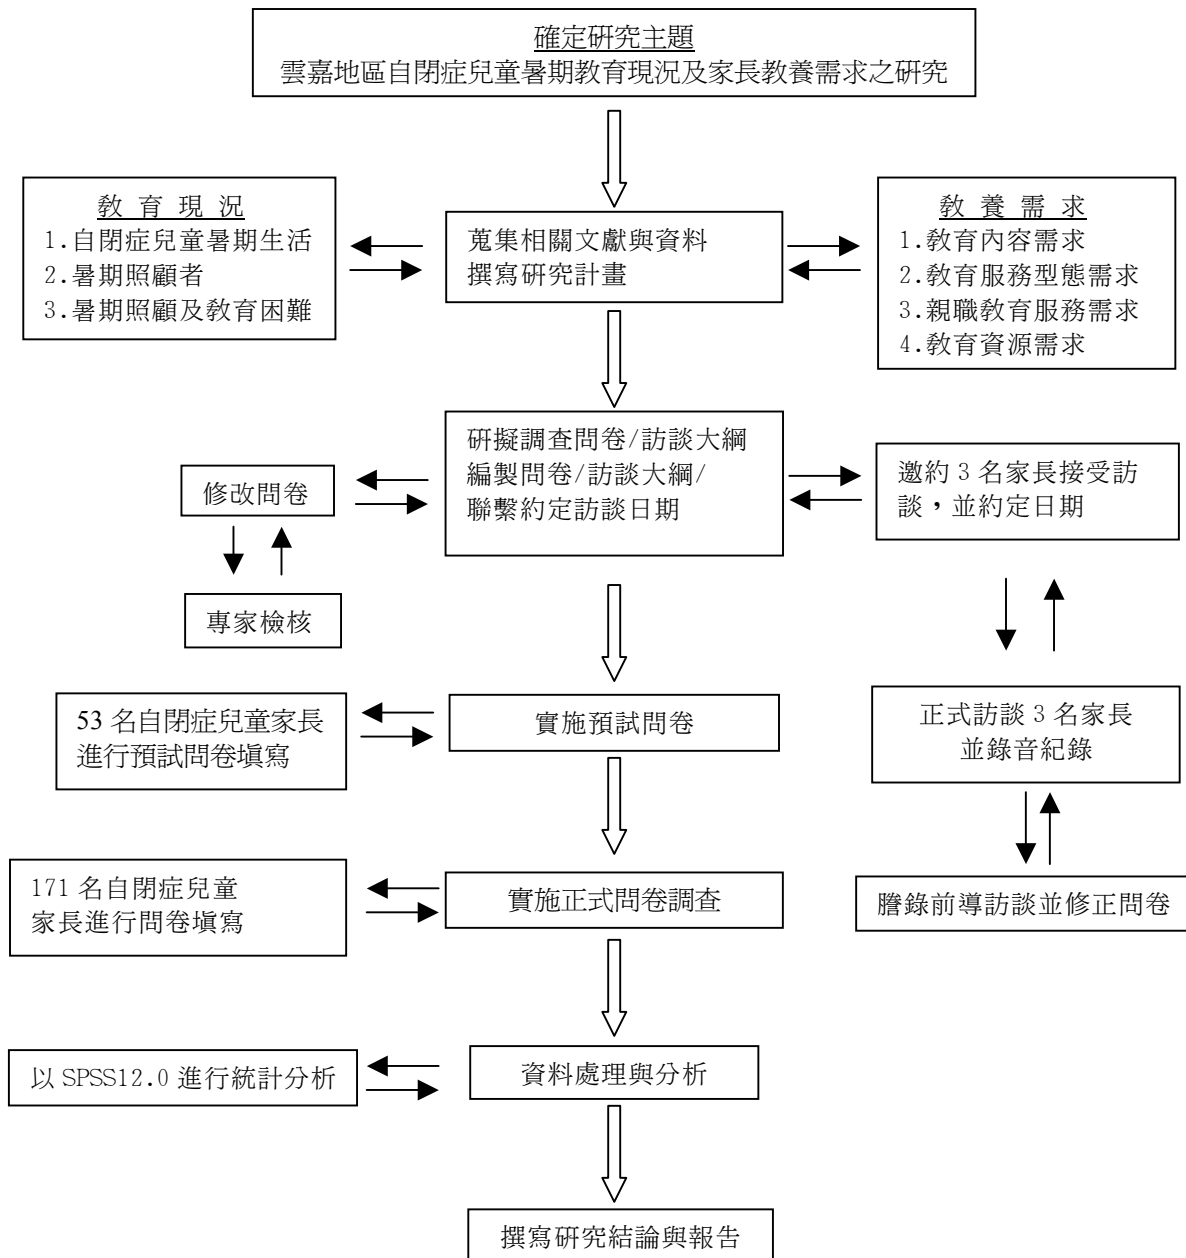 確定研究主題
雲嘉地區自閉症兒童暑期教育現況及家長教養需求之研究
教 育 現 況
1.自閉症兒童暑期生活
2.暑期照顧者
3.暑期照顧及教育困難
蒐集相關文獻與資料
撰寫研究計畫
教 養 需 求
1.教育內容需求
2.教育服務型態需求
3.親職教育服務需求
4.教育資源需求
修改問卷
專家檢核
研擬調查問卷/訪談大綱
編製問卷/訪談大綱/
聯繫約定訪談日期
邀約 3 名家長接受訪
談，並約定日期
53 名自閉症兒童家長
進行預試問卷填寫
實施預試問卷
正式訪談 3 名家長
並錄音紀錄
171 名自閉症兒童
家長進行問卷填寫
實施正式問卷調查
謄錄前導訪談並修正問卷
以 SPSS12.0 進行統計分析
資料處理與分析
撰寫研究結論與報告